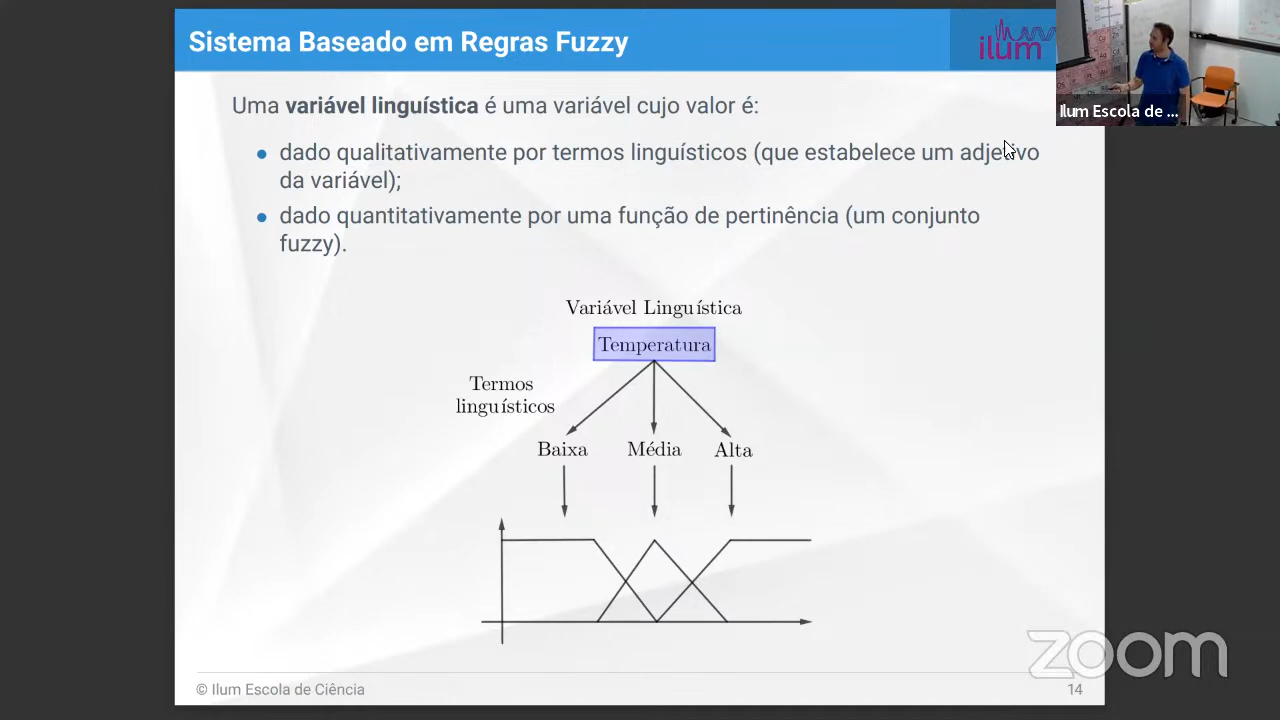 Sistema Baseado em Regras Fuzzy
ilum
Ilum Escola de ...
Uma variável linguística é uma variável cujo valor é:
dado qualitativamente por termos linguísticos (que estabelece um adjetivo
da variável);
dado quantitativamente por uma função de pertinência (um conjunto
fuzzy).
Variável Linguística
Temperatura
Termos
linguísticos
Baixa Média Alta
zoom
© Ilum Escola de Ciência
14